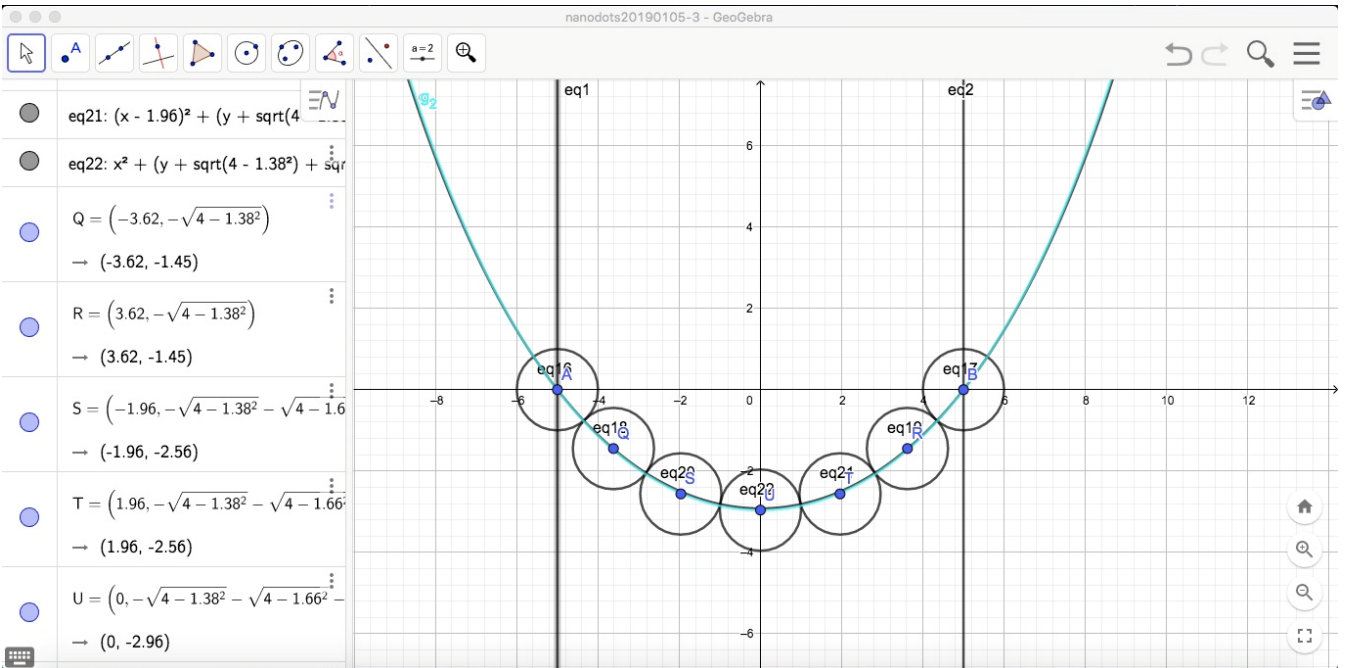 nanodots20190105-3 - GeoGebra
A
a=2
eq21: (x - 1.96)² + (y + sqrt(4
eq22: x² + (y + sqrt(4 - 1.38²) + sqr
Q = (−3.62, −√4 − 1.38²)
→ (-3.62, -1.45)
R = (3.62, −√4 − 1.38²)
→ (3.62, -1.45)
S = (−1.96, −√4 − 1.38² − √4 − 1.6
→ (-1.96, -2.56)
T = (1.96, −√4 − 1.38² − √4 − 1.66²
→ (1.96, -2.56)
U = (0, −√4 − 1.38² − √4 − 1.66² −
→ (0, -2.96)
g₂
eq1
eq2
6
4
2
eq16
A
eq17
B
−8
−6
−4
−2
0
2
4
6
8
10
12
eq18
Q
eq19
R
−2
eq20
S
eq22
U
eq21
T
−4
−6